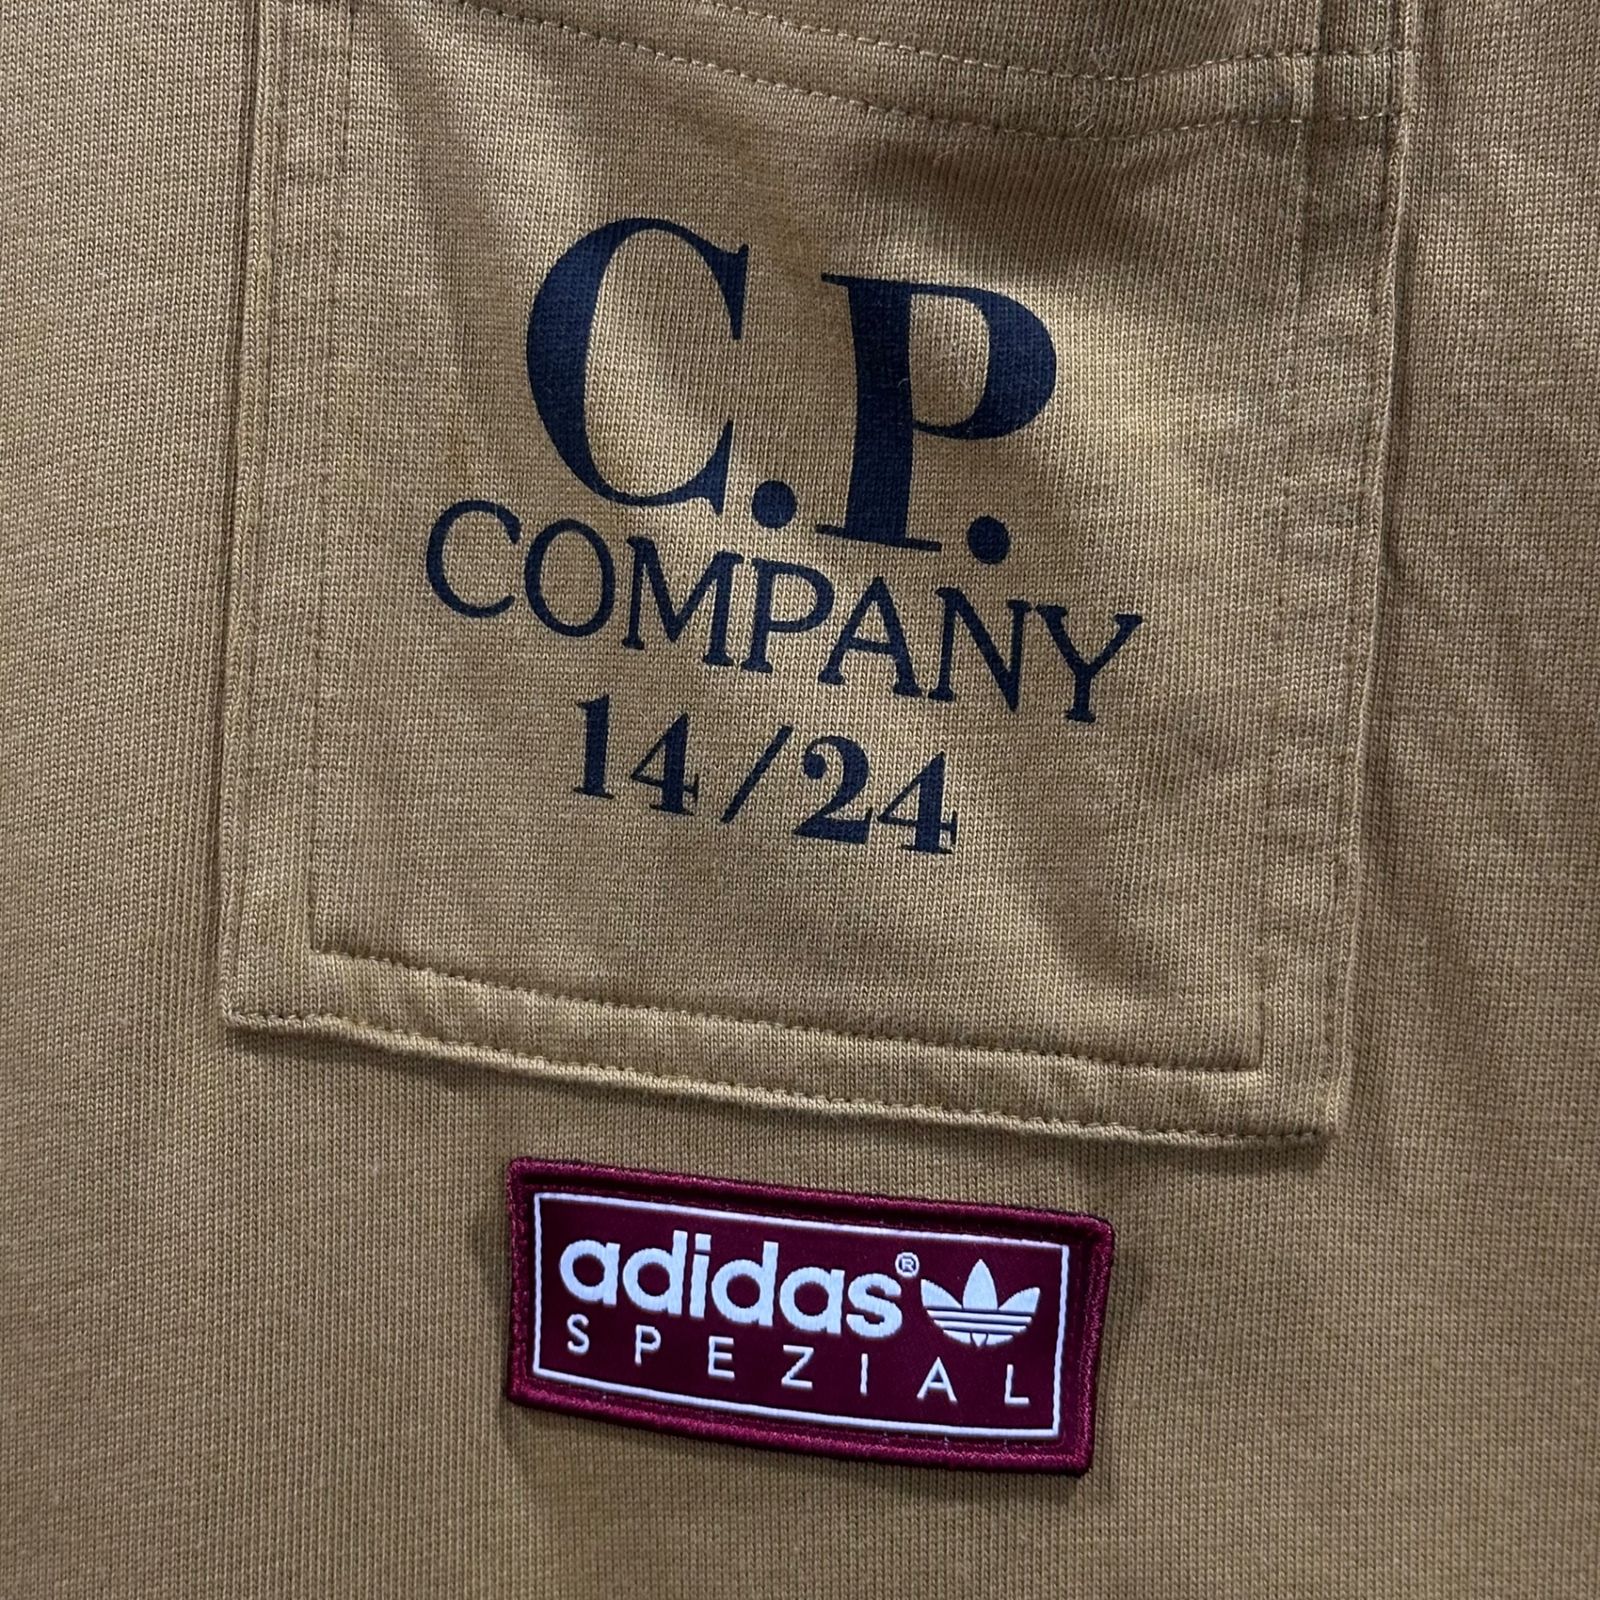 C.P.
COMPANY
14/24
adidas®
SPEZIAL